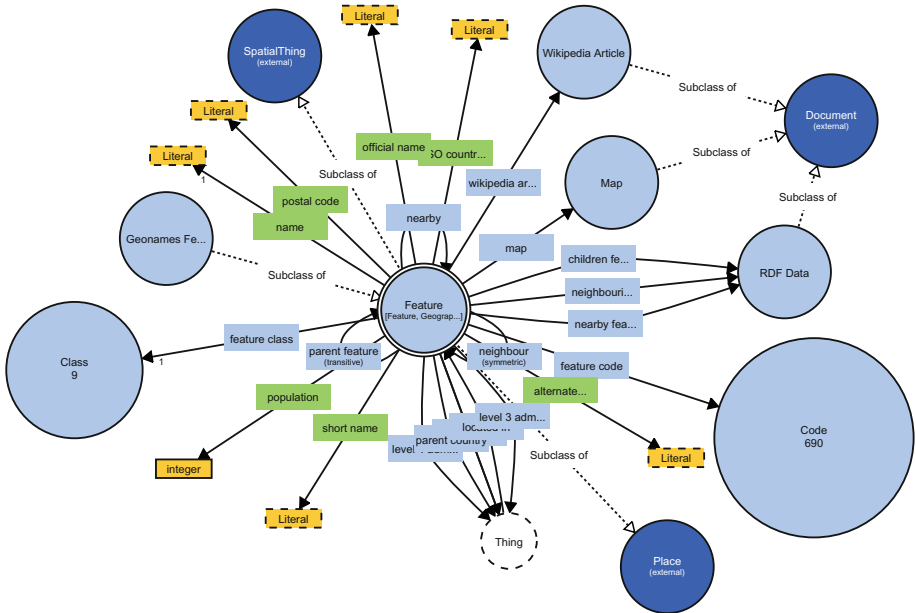 Literal
Literal
SpatialThing
(external)
Wikipedia Article
Subclass of
Document
(external)
Literal
Literal
official name
SO countr...
Subclass of
Map
Subclass of
wikipedia ar...
postal code
name
nearby
Subclass of
Geonames Fe...
map
children fe...
RDF Data
Subclass of
neighbouri...
Feature
[Feature, Geograp...]
nearby fea...
feature class
parent feature
(transitive)
neighbour
(symmetric)
feature code
Class
9
1
1
population
alternate...
short name
level 3 adm...
located in
parent country
Code
690
Subclass of
Literal
integer
Literal
Thing
Place
(external)